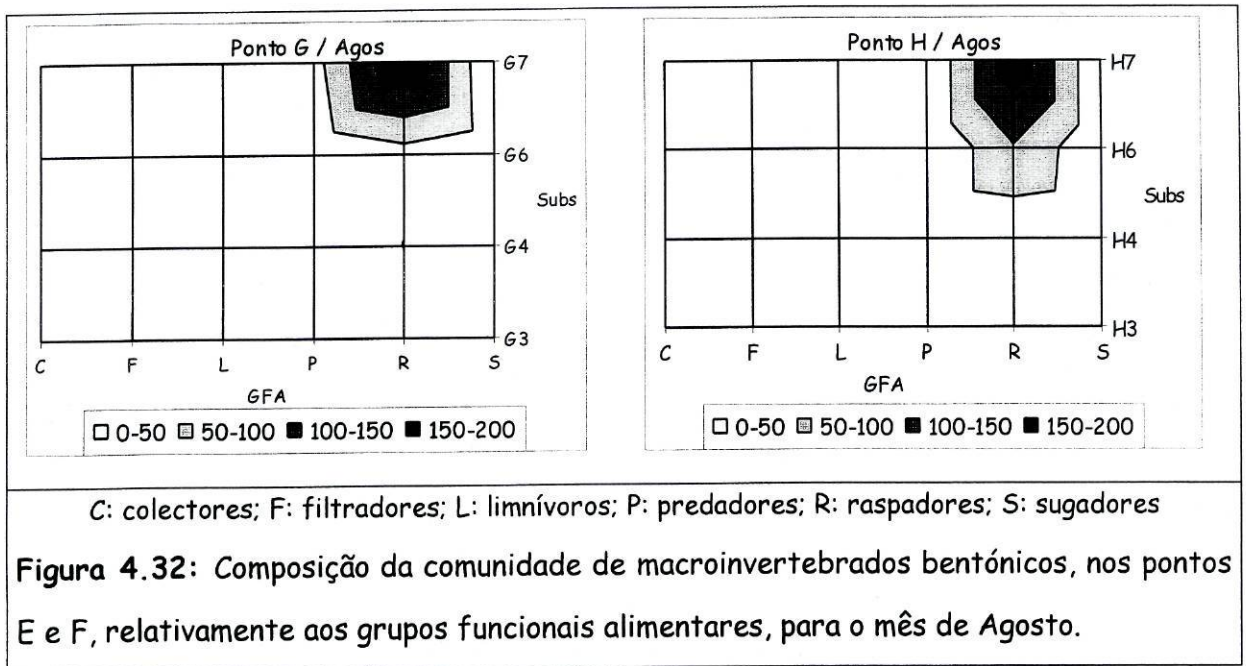 Ponto G / Agos
G7
G6
Subs
G4
G3
C F L P R S
GFA
0-50 50-100 100-150 150-200
Ponto H / Agos
H7
H6
Subs
H4
H3
C F L P R S
GFA
0-50 50-100 100-150 150-200
C: colectores; F: filtradores; L: limnívoros; P: predadores; R: raspadores; S: sugadores
Figura 4.32: Composição da comunidade de macroinvertebrados bentónicos, nos pontos
E e F, relativamente aos grupos funcionais alimentares, para o mês de Agosto.